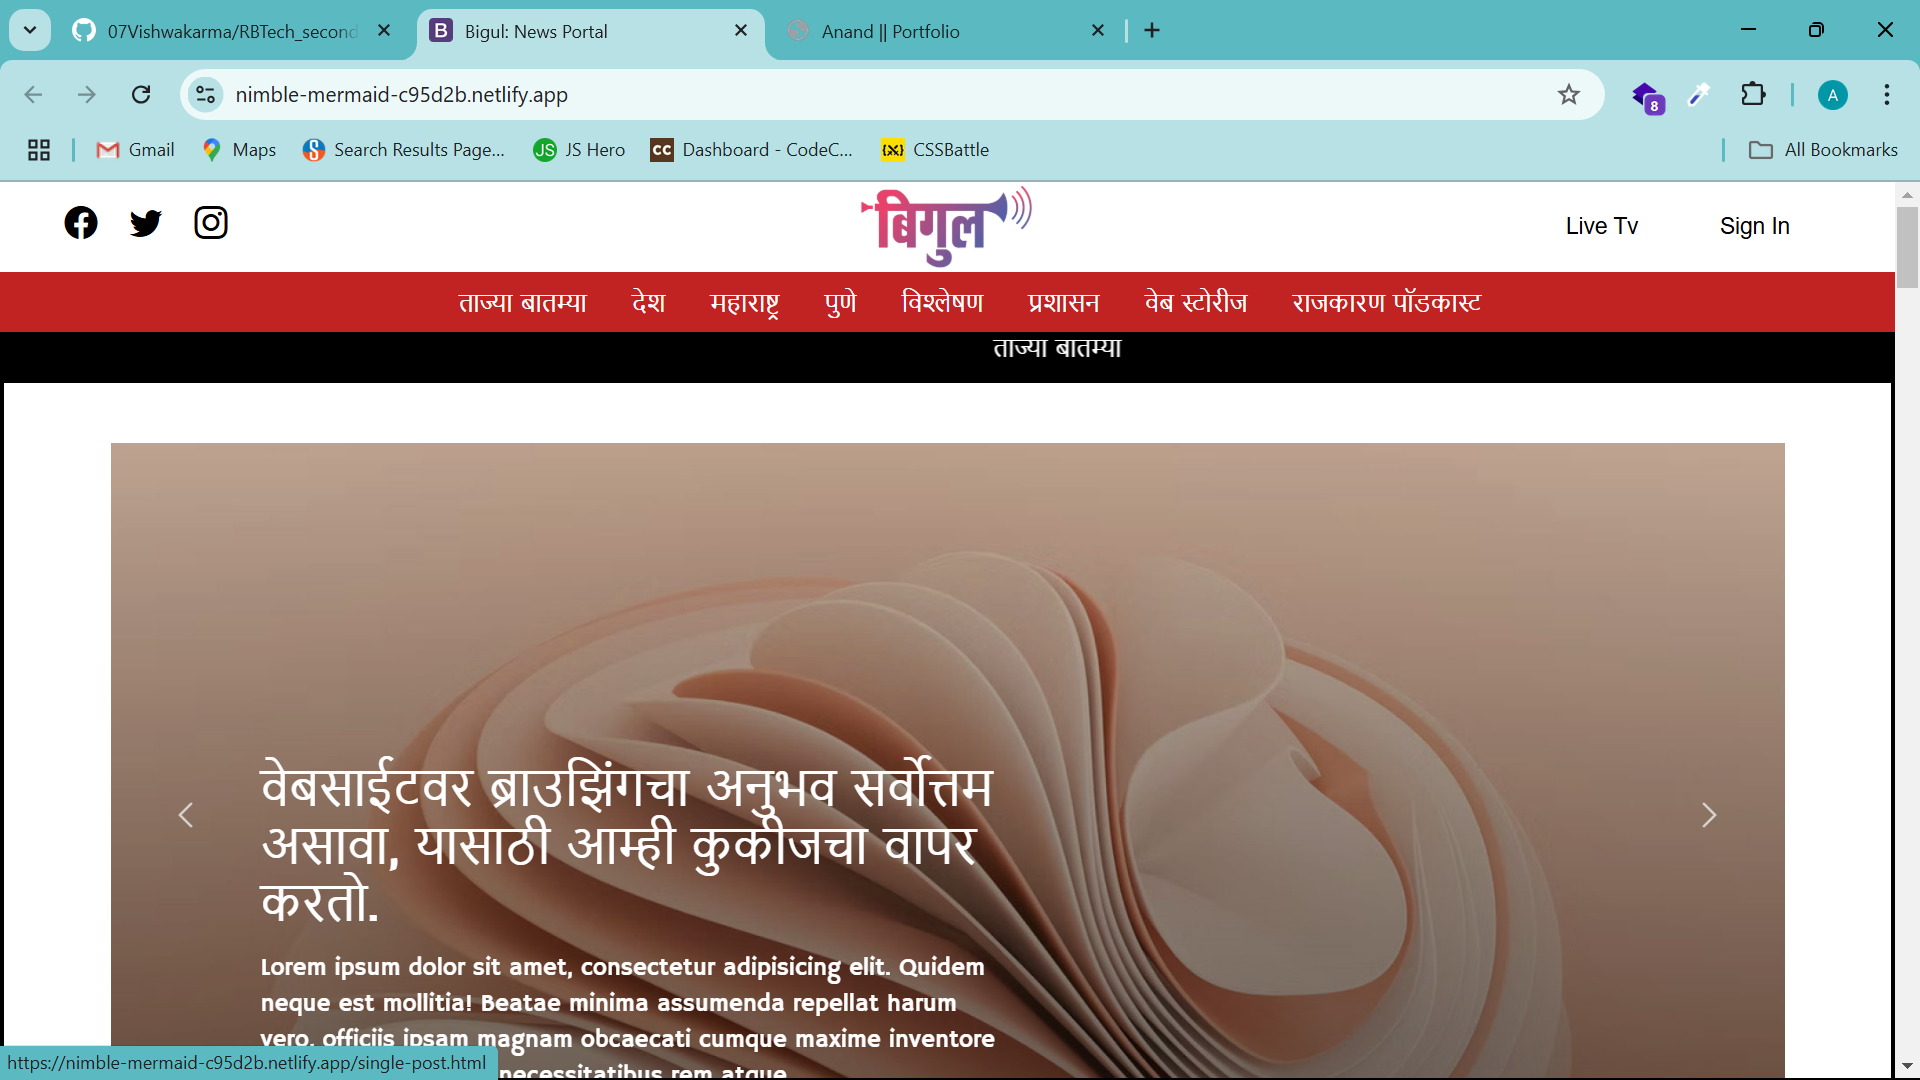 07Vishwakarma/RBTech_second
Bigul: News Portal
Anand || Portfolio
nimble-mermaid-c95d2b.netlify.app
8
A
Gmail
Maps
Search Results Page...
JS
JS Hero
CC
Dashboard - CodeC...
CSSBattle
All Bookmarks
बिगुल
Live Tv
Sign In
ताज्या बातम्या
देश
महाराष्ट्र
पुणे
विश्लेषण
प्रशासन
वेब स्टोरीज
राजकारण पॉडकास्ट
ताज्या बातम्या
वेबसाईटवर ब्राउझिंगचा अनुभव सर्वोत्तम
असावा, यासाठी आम्ही कुकीजचा वापर
करतो.
Lorem ipsum dolor sit amet, consectetur adipisicing elit. Quidem
neque est mollitia! Beatae minima assumenda repellat harum
vero, officiis ipsam magnam obcaecati cumque maxime inventore
necessitatibus rem atque
https://nimble-mermaid-c95d2b.netlify.app/single-post.html